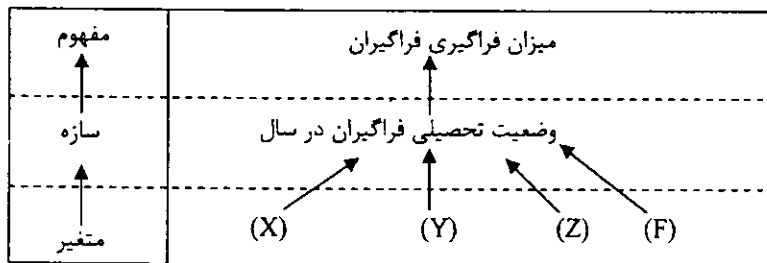 مفهوم
میزان فراگیری فراگیران
سازه
وضعیت تحصیلی فراگیران در سال
متغیر
(X) (Y) (Z) (F)